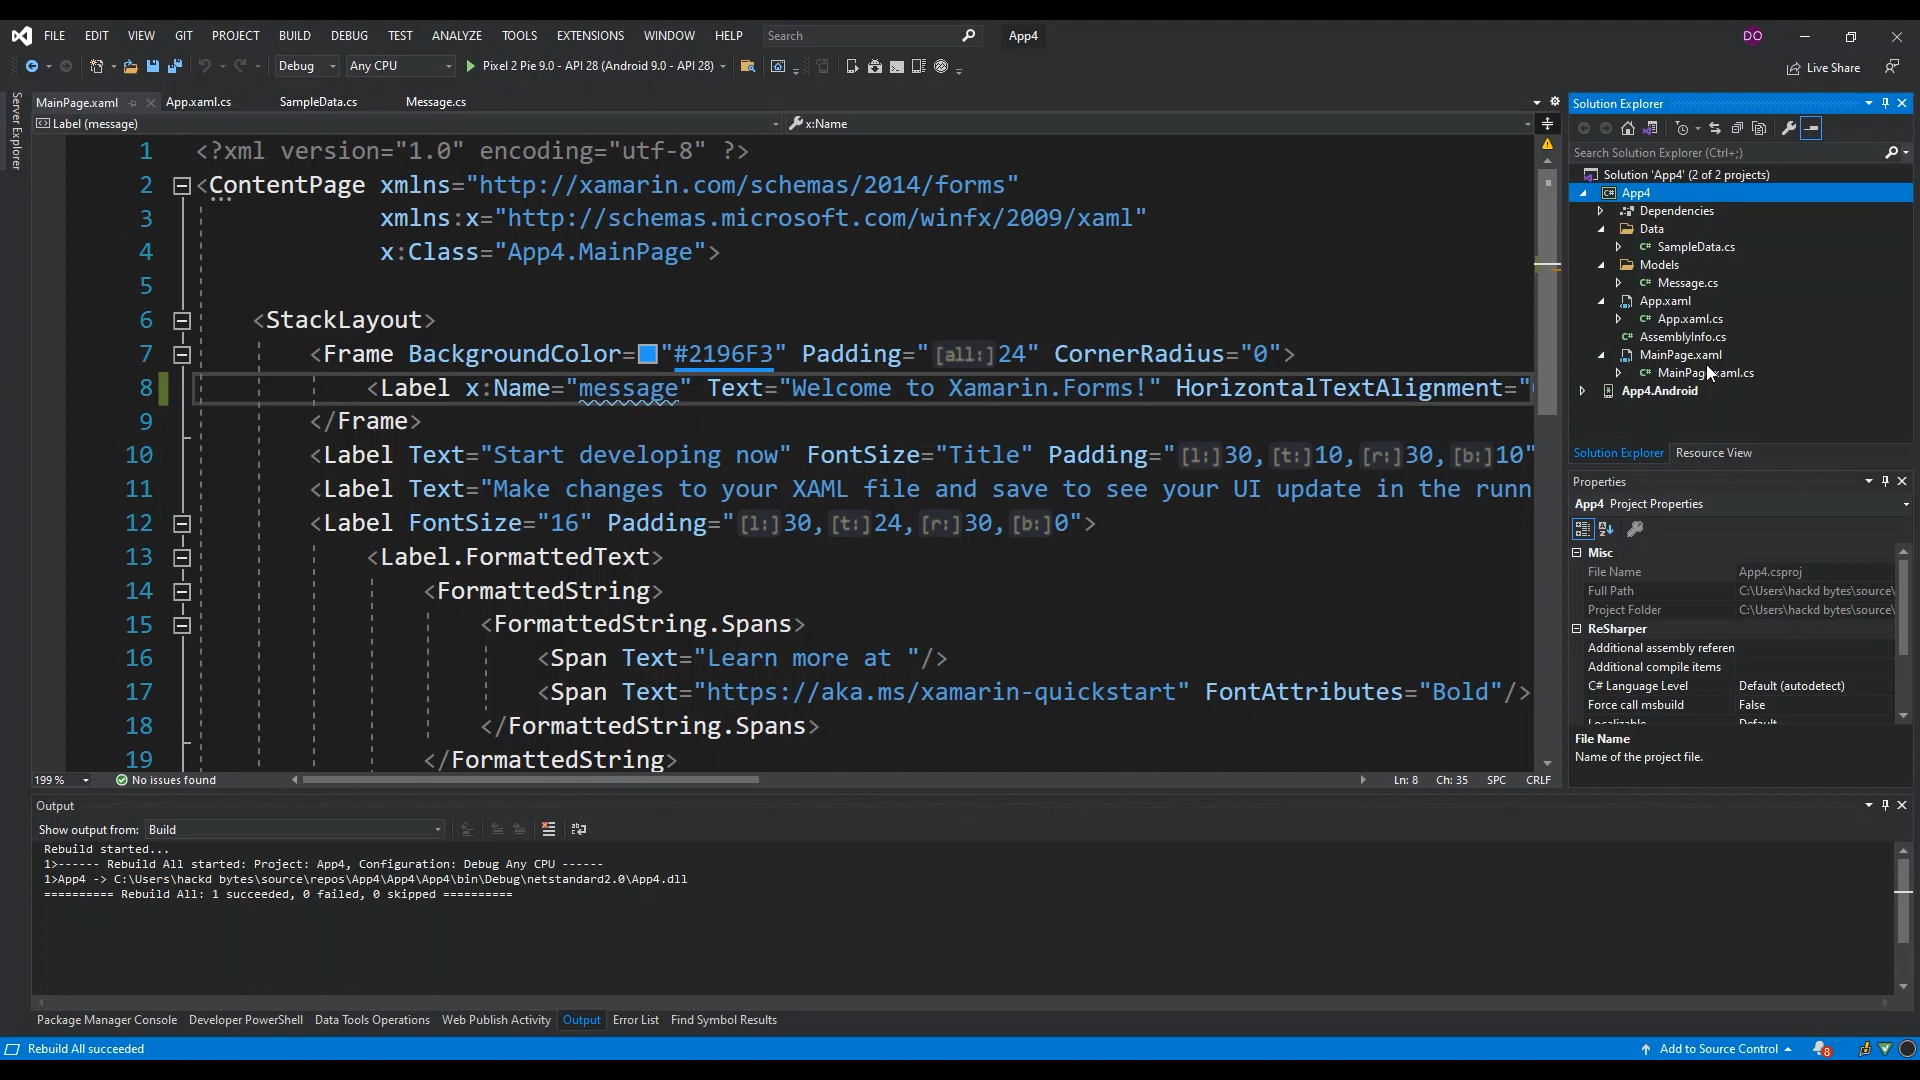 FILE EDIT VIEW GIT PROJECT BUILD DEBUG TEST ANALYZE TOOLS EXTENSIONS WINDOW HELP Search App4 DO
Debug Any CPU Pixel 2 Pie 9.0 - API 28 (Android 9.0 - API 28) Live Share
Server Explorer
MainPage.xaml App.xaml.cs SampleData.cs Message.cs
Label (message) x:Name
1 <?xml version="1.0" encoding="utf-8" ?>
2 <ContentPage xmlns="http://xamarin.com/schemas/2014/forms"
3 xmlns:x="http://schemas.microsoft.com/winfx/2009/xaml"
4 x:Class="App4.MainPage">
5
6 <StackLayout>
7 <Frame BackgroundColor="#2196F3" Padding="[all:]24" CornerRadius="0">
8 <Label x:Name="message" Text="Welcome to Xamarin.Forms!" HorizontalTextAlignment="
9 </Frame>
10 <Label Text="Start developing now" FontSize="Title" Padding="[l:]30,[t:]10,[r:]30,[b:]10"
11 <Label Text="Make changes to your XAML file and save to see your UI update in the runn
12 <Label FontSize="16" Padding="[l:]30,[t:]24,[r:]30,[b:]0">
13 <Label.FormattedText>
14 <FormattedString>
15 <FormattedString.Spans>
16 <Span Text="Learn more at "/>
17 <Span Text="https://aka.ms/xamarin-quickstart" FontAttributes="Bold"/>
18 </FormattedString.Spans>
19 </FormattedString>
199 % No issues found Ln: 8 Ch: 35 SPC CRLF
Solution Explorer
Search Solution Explorer (Ctrl+;)
Solution 'App4' (2 of 2 projects)
App4
Dependencies
Data
C# SampleData.cs
Models
C# Message.cs
App.xaml
C# App.xaml.cs
C# AssemblyInfo.cs
MainPage.xaml
C# MainPage.xaml.cs
App4.Android
Solution Explorer Resource View
Properties
App4 Project Properties
Misc
File Name App4.csproj
Full Path C:\Users\hackd bytes\source\
Project Folder C:\Users\hackd bytes\source\
ReSharper
Additional assembly referen
Additional compile items
C# Language Level Default (autodetect)
Force call msbuild False
Localizable Default
File Name
Name of the project file.
Output
Show output from: Build
Rebuild started...
1>------ Rebuild All started: Project: App4, Configuration: Debug Any CPU ------
1>App4 -> C:\Users\hackd bytes\source\repos\App4\App4\App4\bin\Debug\netstandard2.0\App4.dll
========== Rebuild All: 1 succeeded, 0 failed, 0 skipped ==========
Package Manager Console Developer PowerShell Data Tools Operations Web Publish Activity Output Error List Find Symbol Results
Rebuild All succeeded Add to Source Control 8